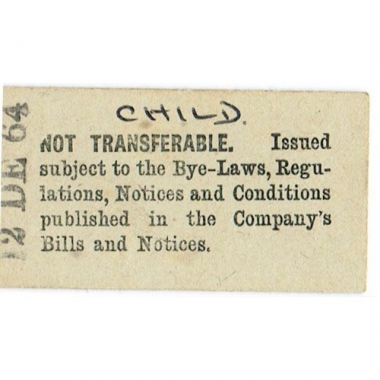 CHILD.
NOT TRANSFERABLE. Issued
subject to the Bye-Laws, Regu-
lations, Notices and Conditions
published in the Company's
Bills and Notices.
2 DE 64